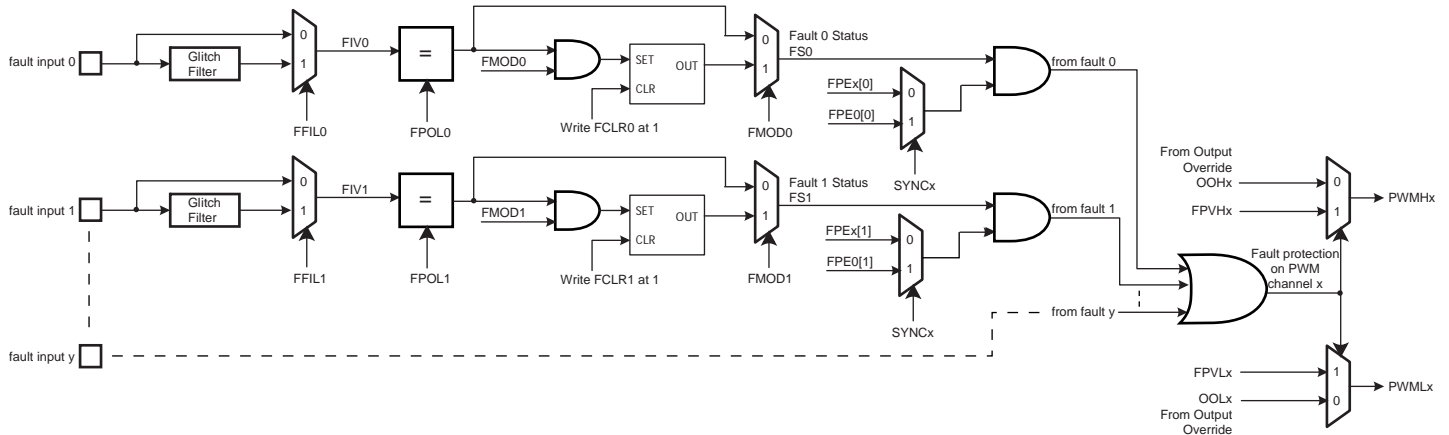 fault input 0
Glitch
Filter
0
1
FFIL0
FIV0
=
FPOL0
FMOD0
SET
OUT
CLR
Write FCLR0 at 1
0
1
FMOD0
Fault 0 Status
FS0
FPEx[0]
FPE0[0]
0
1
SYNCx
from fault 0
fault input 1
Glitch
Filter
0
1
FFIL1
FIV1
=
FPOL1
FMOD1
SET
OUT
CLR
Write FCLR1 at 1
0
1
FMOD1
Fault 1 Status
FS1
FPEx[1]
FPE0[1]
0
1
SYNCx
from fault 1
fault input y
from fault y
Fault protection
on PWM
channel x
From Output
Override
OOHx
FPVHx
0
1
PWMHx
FPVLx
OOLx
From Output
Override
1
0
PWMLx